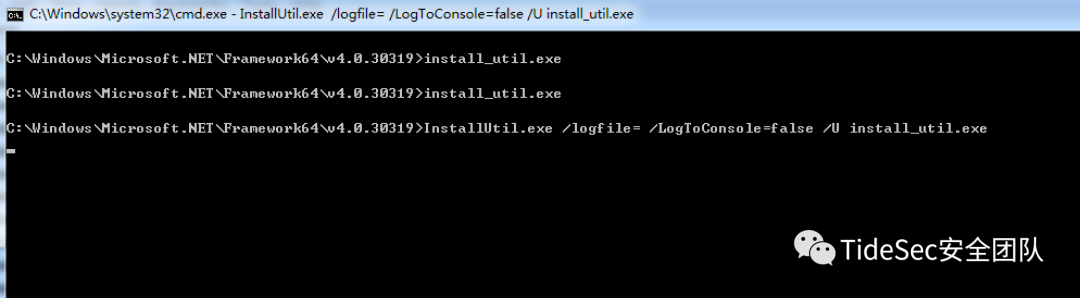 C:\Windows\system32\cmd.exe - InstallUtil.exe  /logfile= /LogToConsole=false /U install_util.exe
C:\Windows\Microsoft.NET\Framework64\v4.0.30319>install_util.exe
C:\Windows\Microsoft.NET\Framework64\v4.0.30319>install_util.exe
C:\Windows\Microsoft.NET\Framework64\v4.0.30319>InstallUtil.exe /logfile= /LogToConsole=false /U install_util.exe
TideSec安全团队